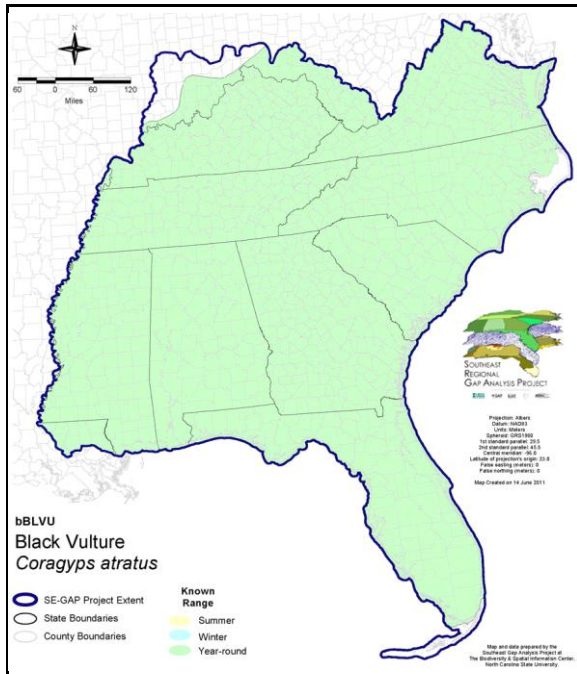 N
60 0 60 120
Miles
SOUTHEAST
REGIONAL
GAP ANALYSIS PROJECT
Projection: Albers
Datum: NAD83
Units: Meters
Spheroid: GRS1980
1st standard parallel: 29.5
2nd standard parallel: 45.5
Central meridian: -96.0
Latitude of projection's origin: 23.0
False easting (meters): 0
False northing (meters): 0
Map Created on 14 June 2011
bBLVU
Black Vulture
Coragyps atratus
SE-GAP Project Extent
State Boundaries
County Boundaries
Known
Range
Summer
Winter
Year-round
Map and data prepared by the
Southeast Gap Analysis Project at
The Biodiversity & Spatial Information Center,
North Carolina State University.